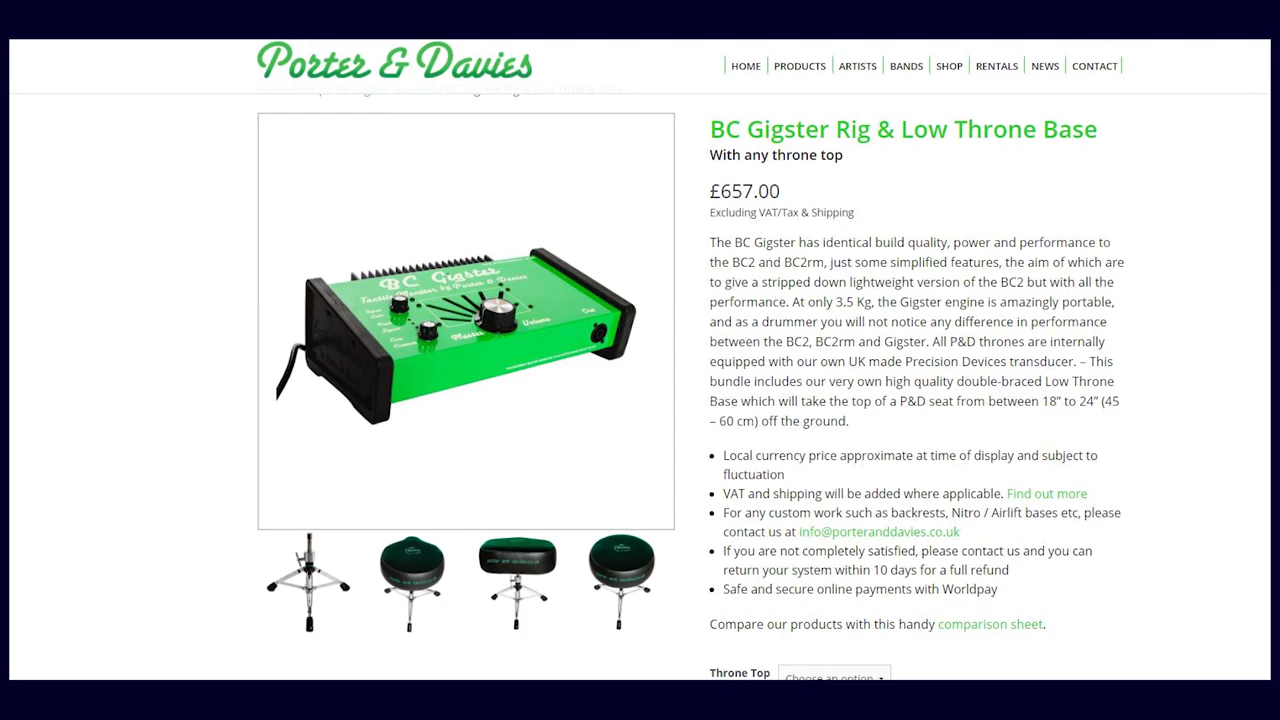 Porter & Davies
HOME
PRODUCTS
ARTISTS
BANDS
SHOP
RENTALS
NEWS
CONTACT
BC Gigster Rig & Low Throne Base
With any throne top
£657.00
Excluding VAT/Tax & Shipping
The BC Gigster has identical build quality, power and performance to
the BC2 and BC2rm, just some simplified features, the aim of which are
to give a stripped down lightweight version of the BC2 but with all the
performance. At only 3.5 Kg, the Gigster engine is amazingly portable,
and as a drummer you will not notice any difference in performance
between the BC2, BC2rm and Gigster. All P&D thrones are internally
equipped with our own UK made Precision Devices transducer. – This
bundle includes our very own high quality double-braced Low Throne
Base which will take the top of a P&D seat from between 18” to 24” (45
– 60 cm) off the ground.
• Local currency price approximate at time of display and subject to
fluctuation
• VAT and shipping will be added where applicable. Find out more
• For any custom work such as backrests, Nitro / Airlift bases etc, please
contact us at info@porteranddavies.co.uk
• If you are not completely satisfied, please contact us and you can
return your system within 10 days for a full refund
• Safe and secure online payments with Worldpay
Compare our products with this handy comparison sheet.
Throne Top
Choose an option
BC Gigster
Tactile Monitor by Porter & Davies
Master
Volume
Out